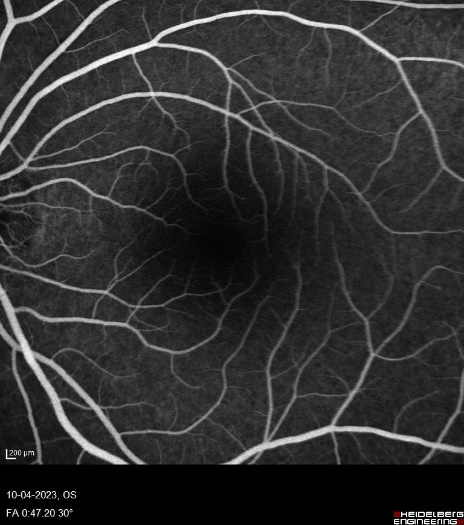 200 µm
10-04-2023, OS
FA 0:47.20 30°
HEIDELBERG
ENGINEERING